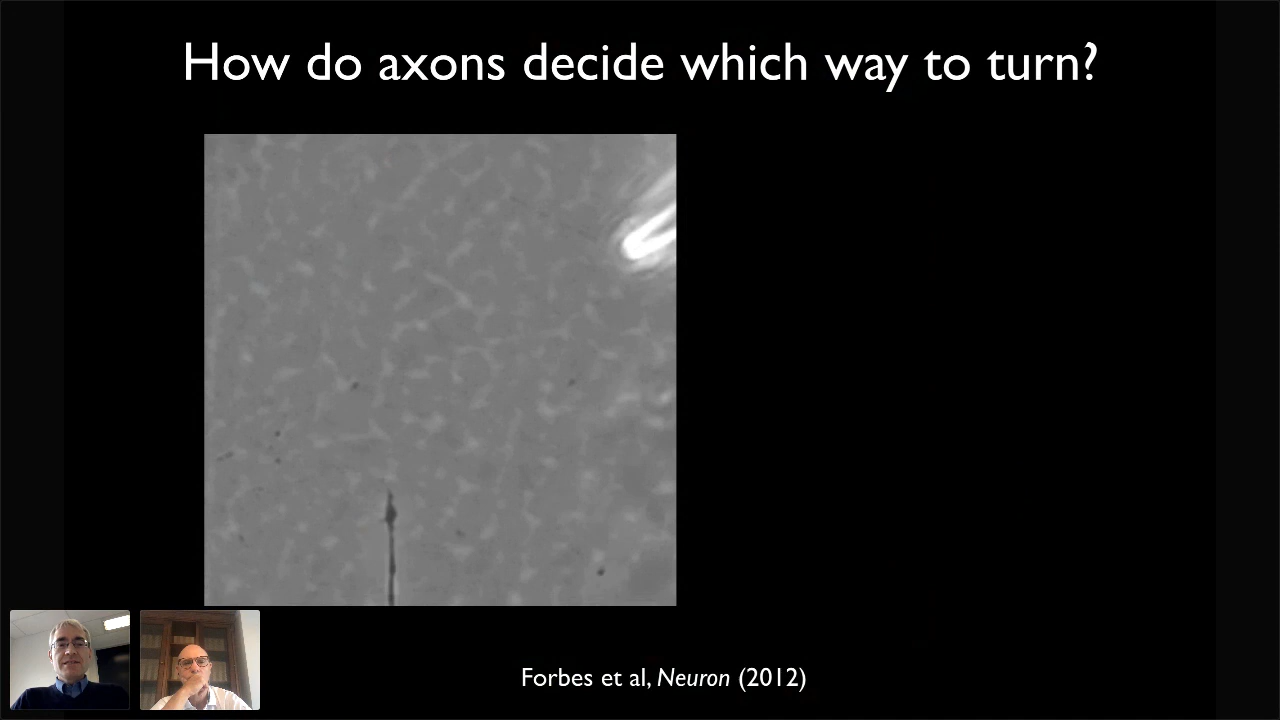 How do axons decide which way to turn?
Forbes et al, Neuron (2012)